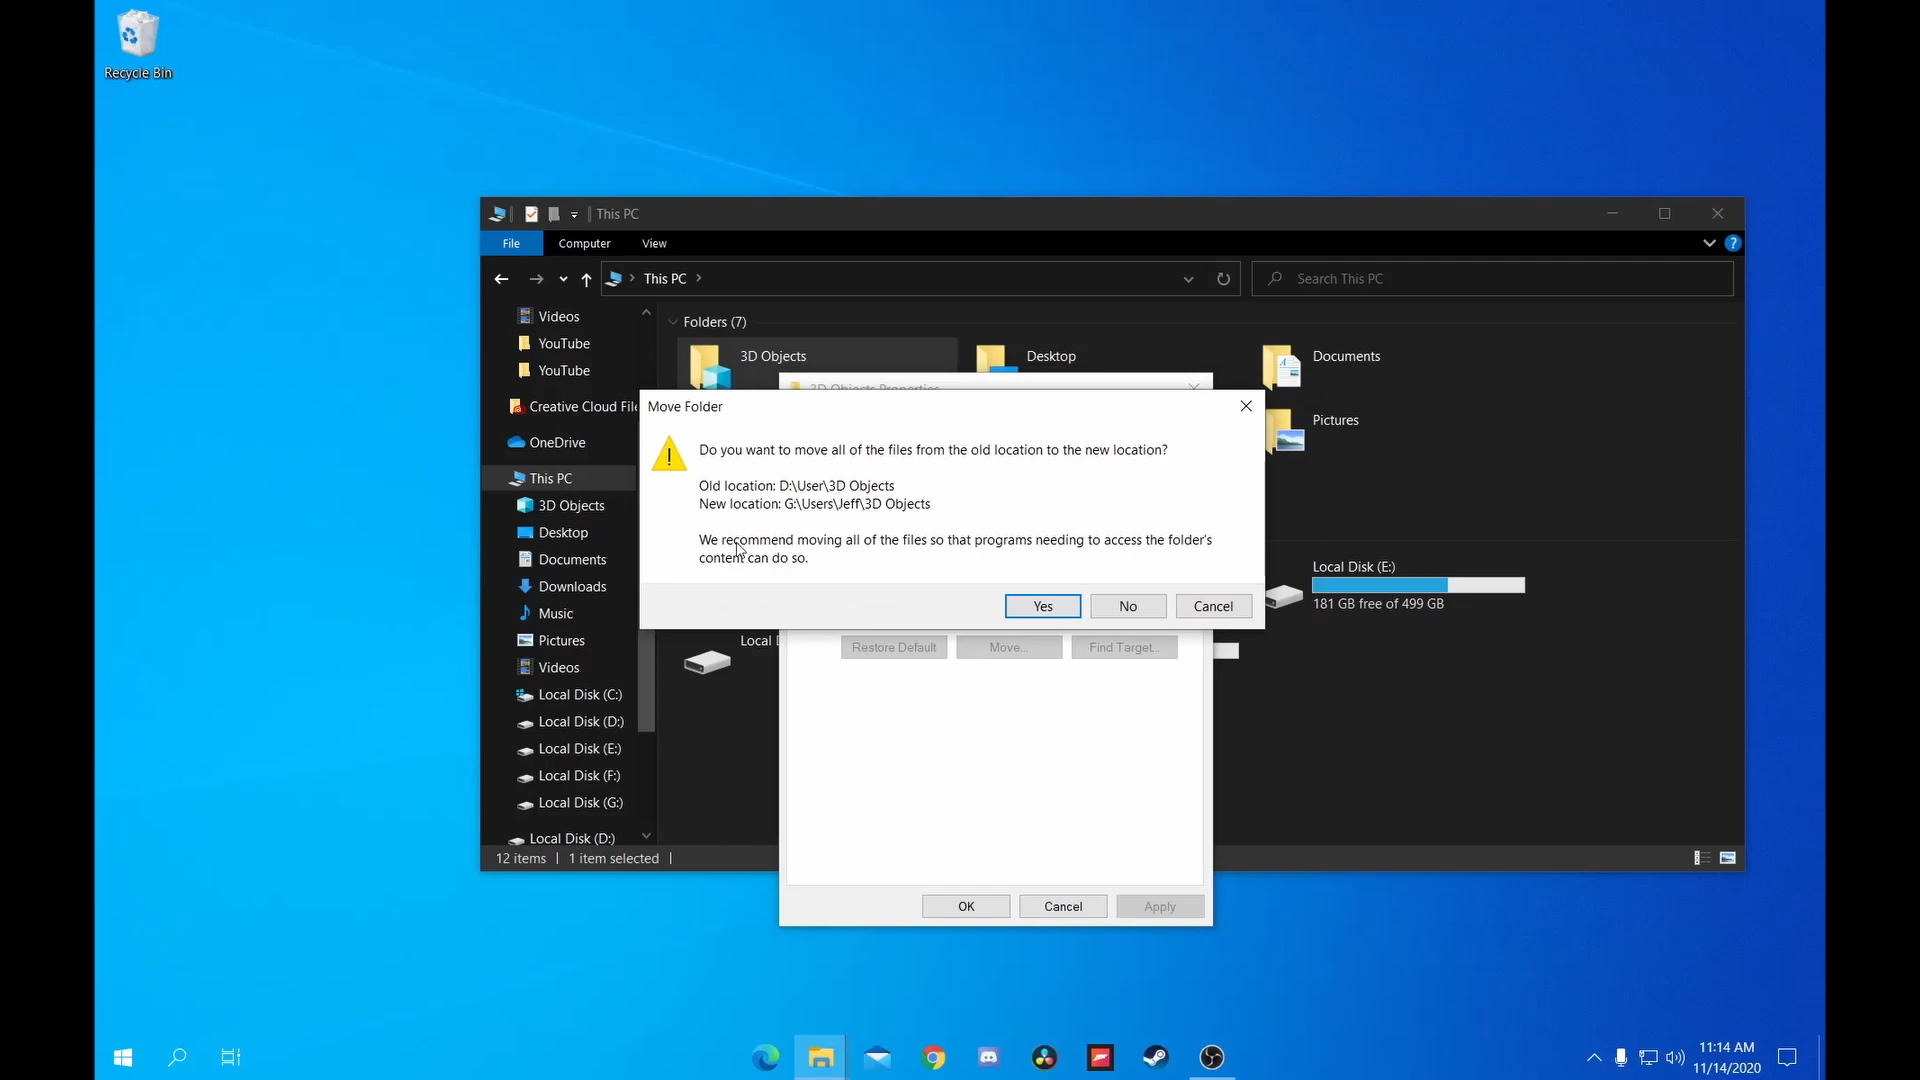 Recycle Bin
This PC
File
Computer
View
This PC
Search This PC
Videos
YouTube
YouTube
Creative Cloud File
OneDrive
This PC
3D Objects
Desktop
Documents
Downloads
Music
Pictures
Videos
Local Disk (C:)
Local Disk (D:)
Local Disk (E:)
Local Disk (F:)
Local Disk (G:)
Local Disk (D:)
Folders (7)
3D Objects
Desktop
Documents
Pictures
3D Objects Properties
Move Folder
Do you want to move all of the files from the old location to the new location?
Old location: D:\User\3D Objects
New location: G:\Users\Jeff\3D Objects
We recommend moving all of the files so that programs needing to access the folder's
content can do so.
Yes
No
Cancel
Local Disk (E:)
181 GB free of 499 GB
Local
Restore Default
Move...
Find Target...
OK
Cancel
Apply
12 items
1 item selected
11:14 AM
11/14/2020